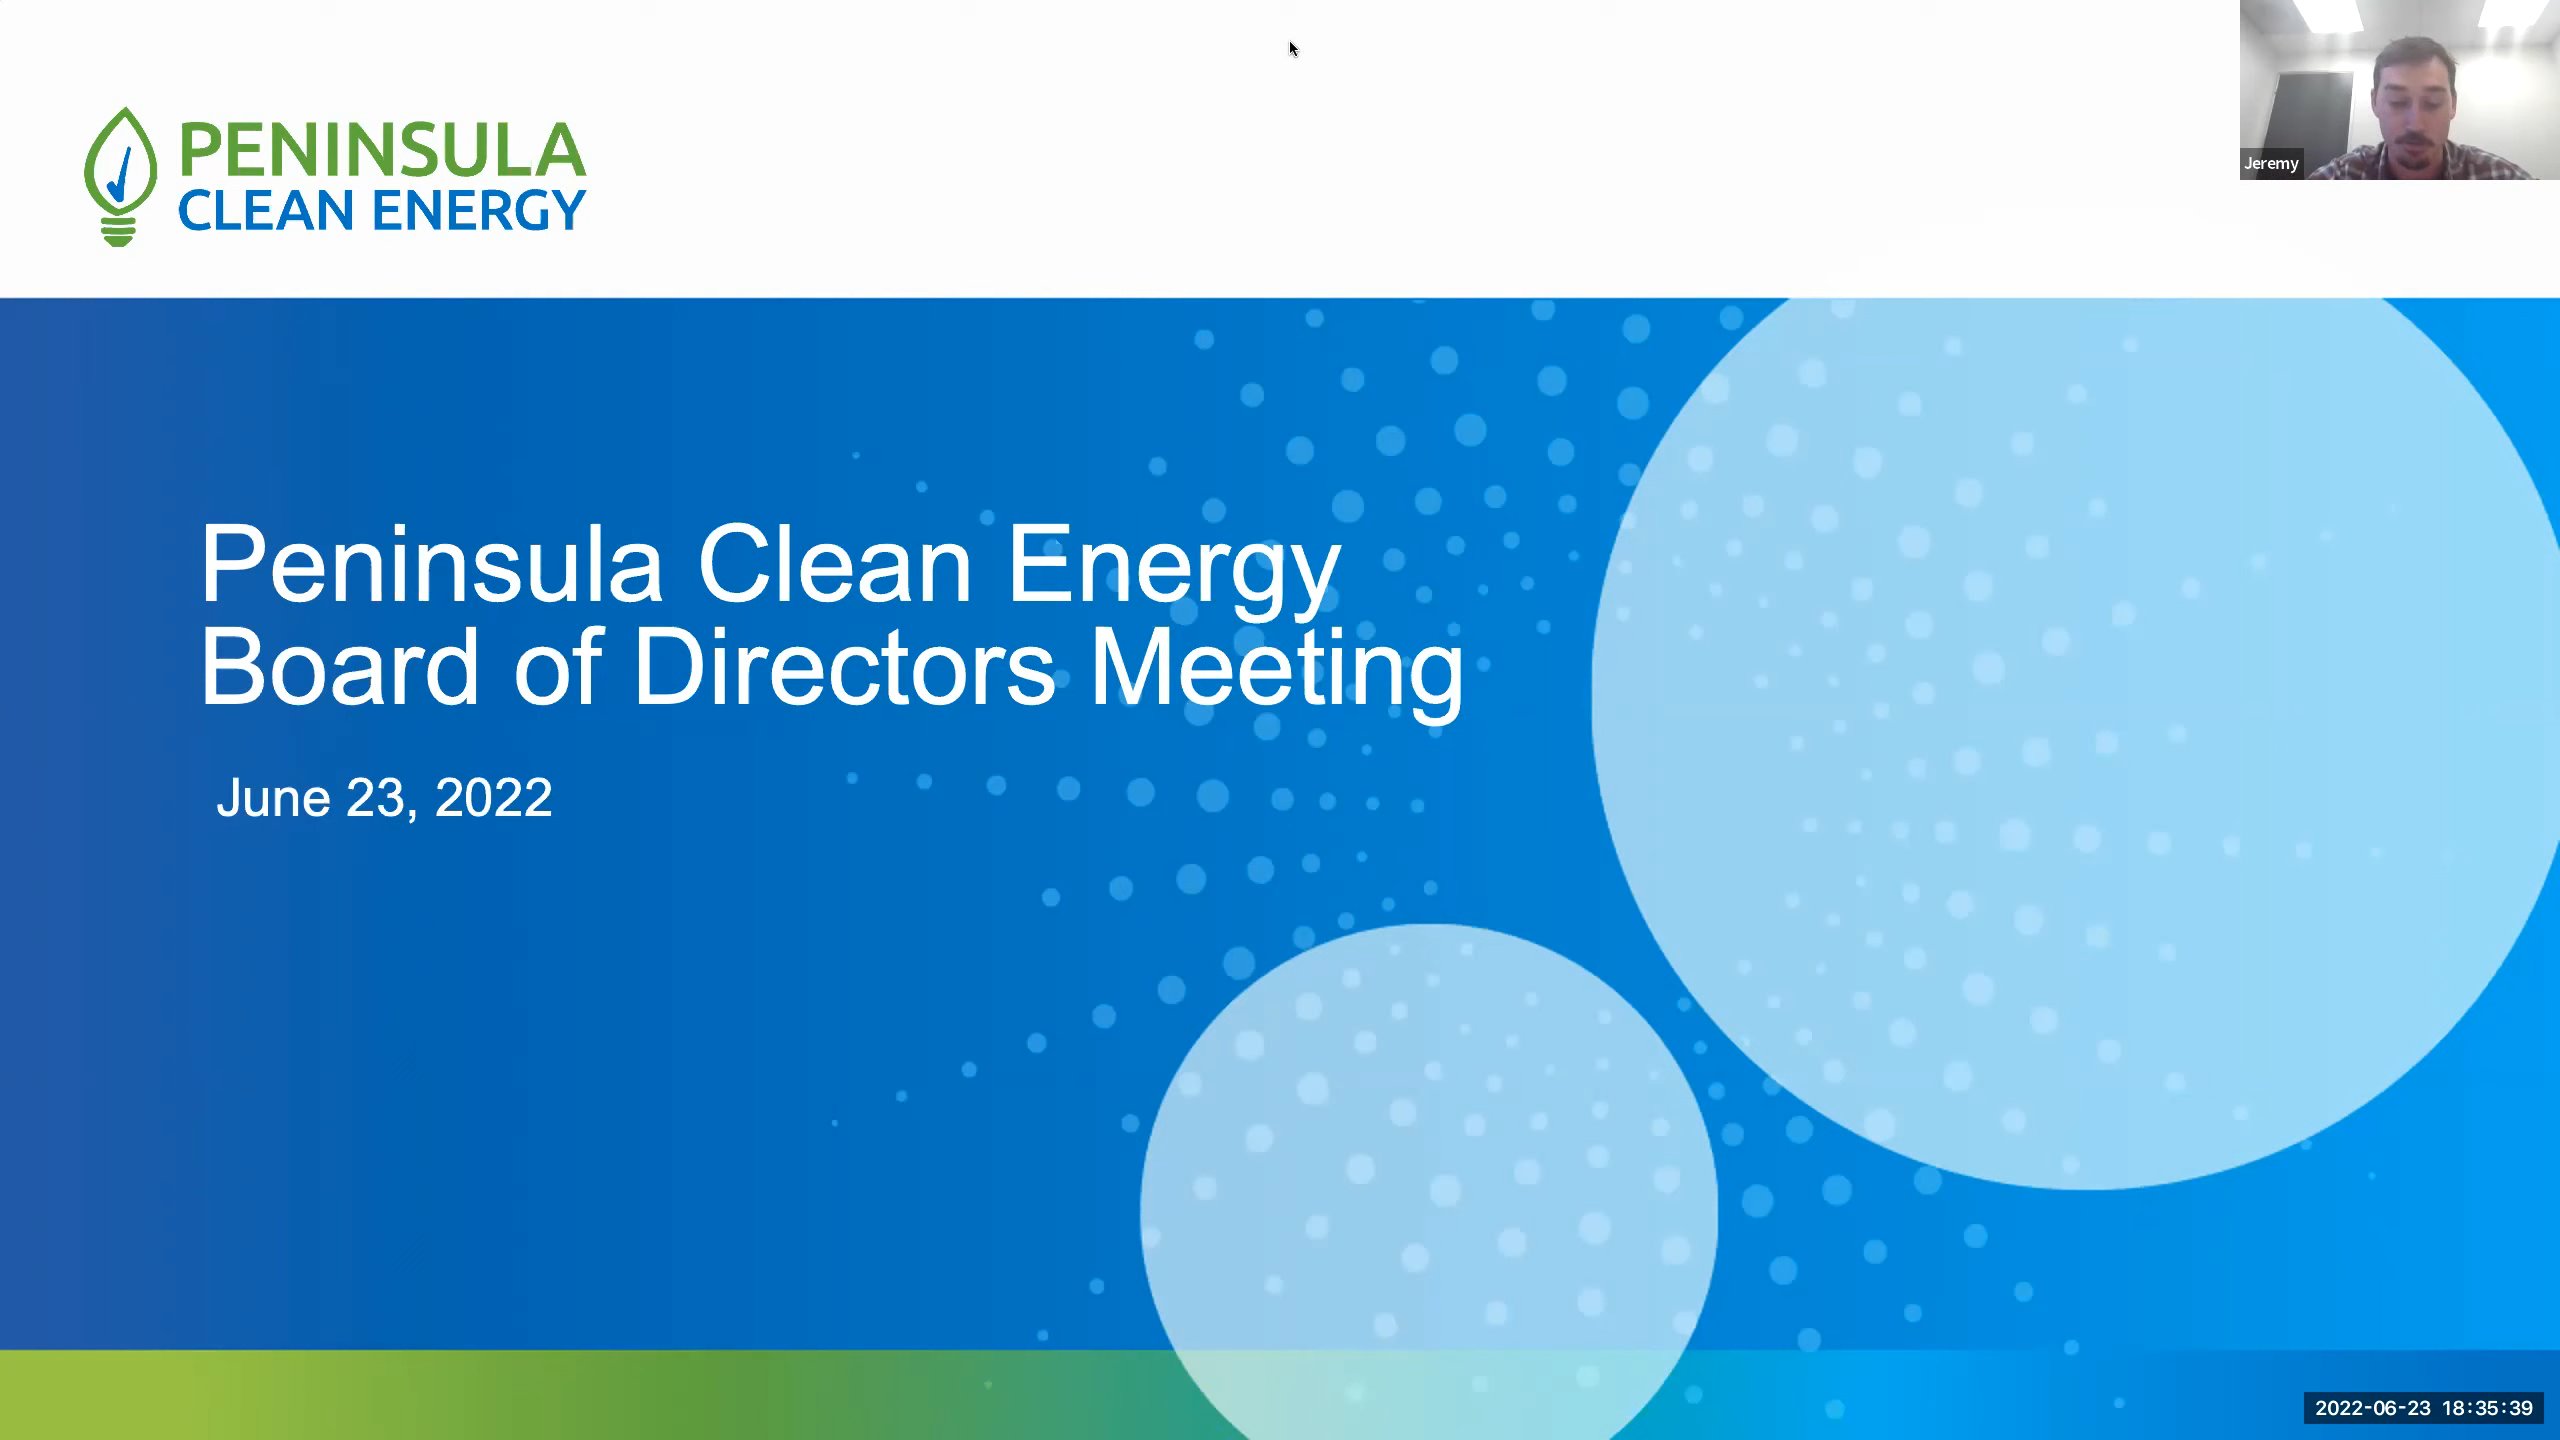 PENINSULA
CLEAN ENERGY
Jeremy
Peninsula Clean Energy
Board of Directors Meeting
June 23, 2022
2022-06-23 18:35:39